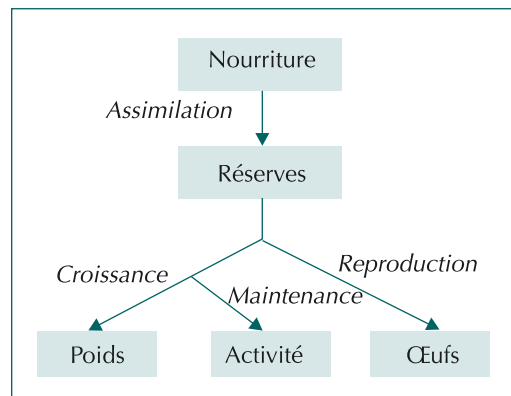 Nourriture
Assimilation
Réserves
Croissance
Reproduction
Maintenance
Poids
Activité
Œufs